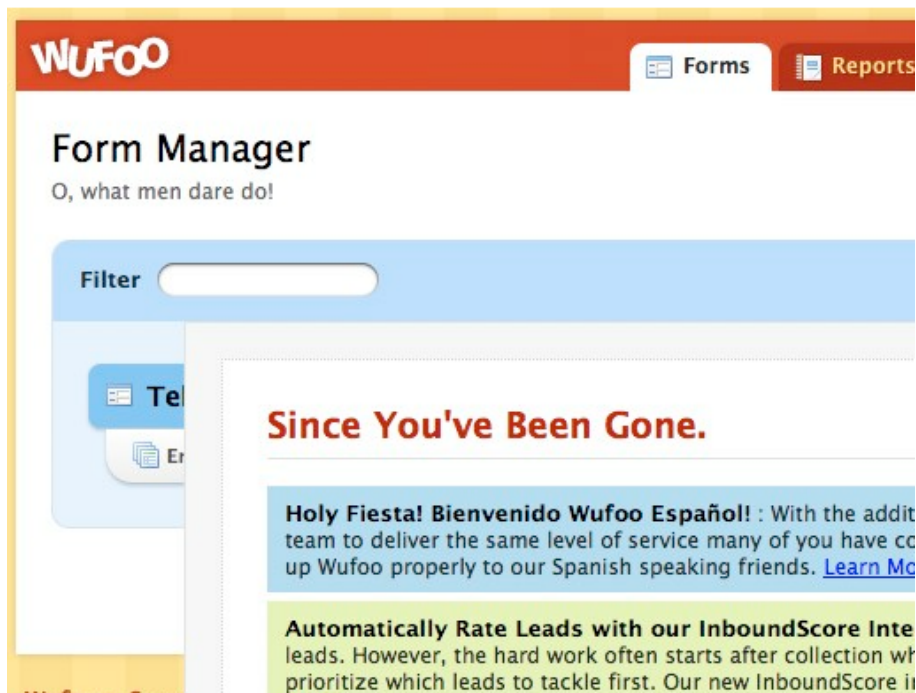 WUFOO
Forms
Reports
Form Manager
O, what men dare do!
Filter
Since You've Been Gone.
Holy Fiesta! Bienvenido Wufoo Español! : With the addit
team to deliver the same level of service many of you have co
up Wufoo properly to our Spanish speaking friends. Learn Mo
Automatically Rate Leads with our InboundScore Inte
leads. However, the hard work often starts after collection wh
prioritize which leads to tackle first. Our new InboundScore in